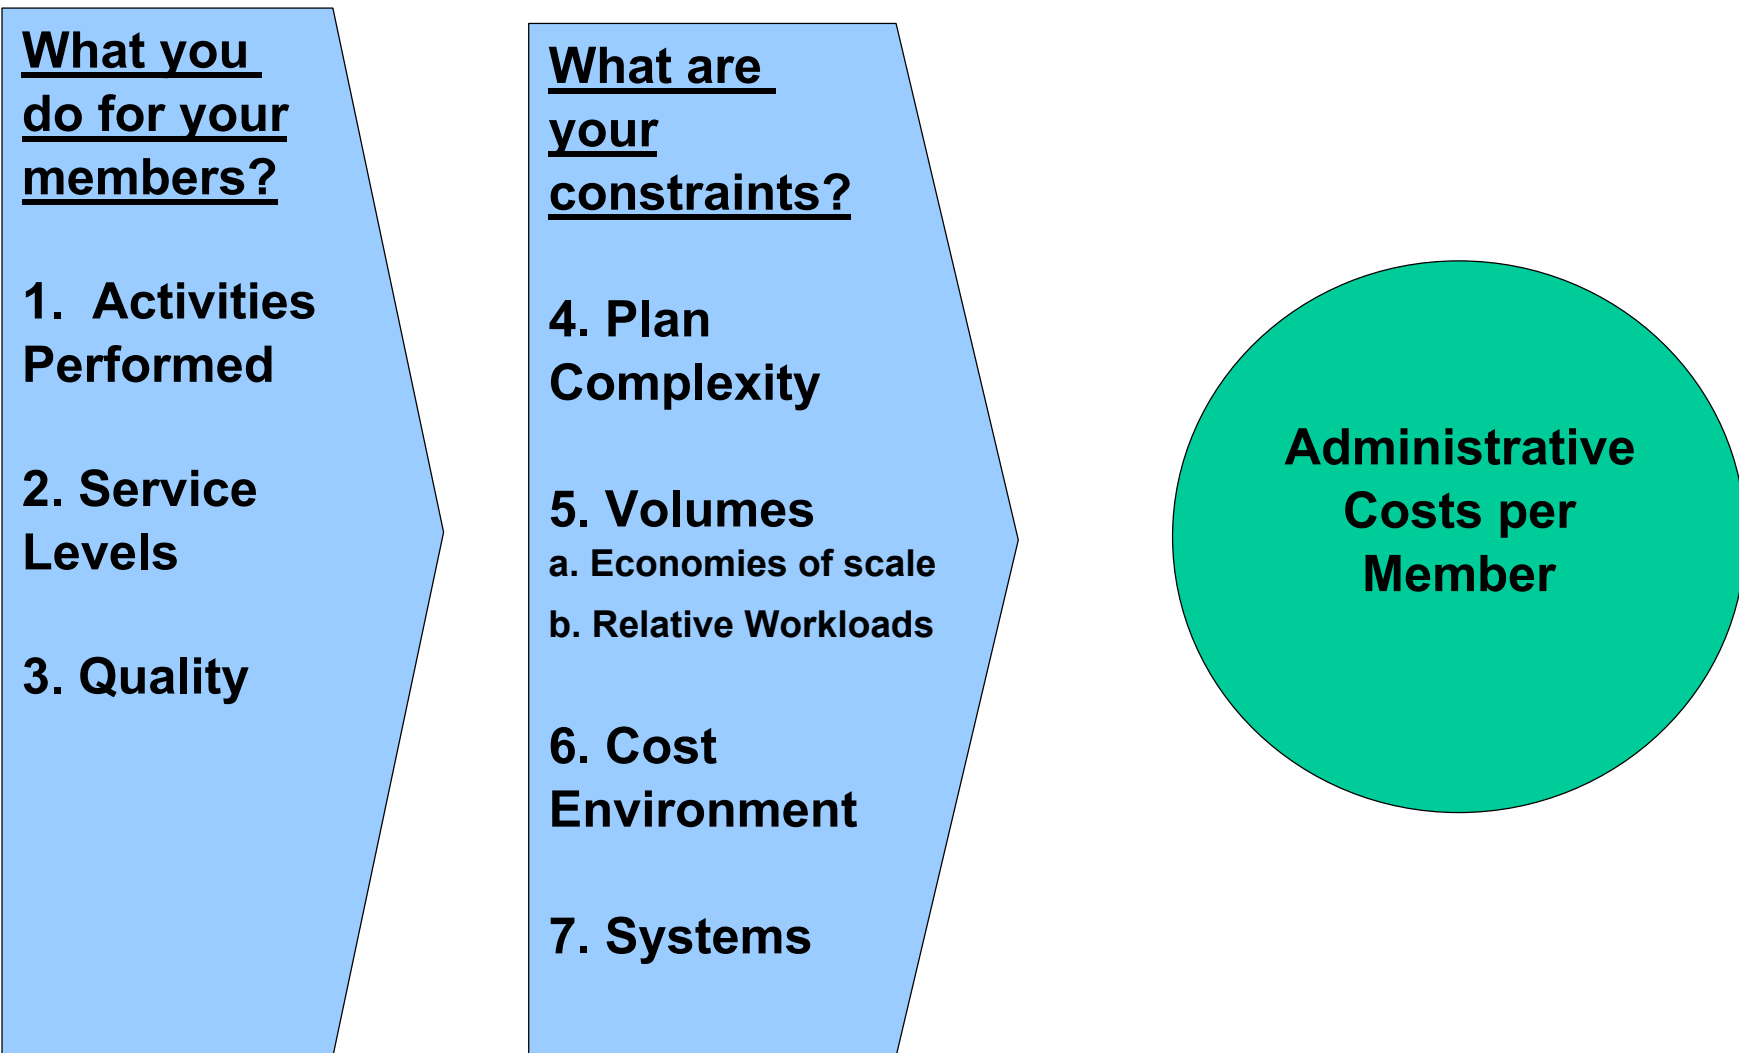 What you
do for your
members?
1. Activities
Performed
2. Service
Levels
3. Quality
What are
your
constraints?
4. Plan
Complexity
5. Volumes
a. Economies of scale
b. Relative Workloads
6. Cost
Environment
7. Systems
Administrative
Costs per
Member